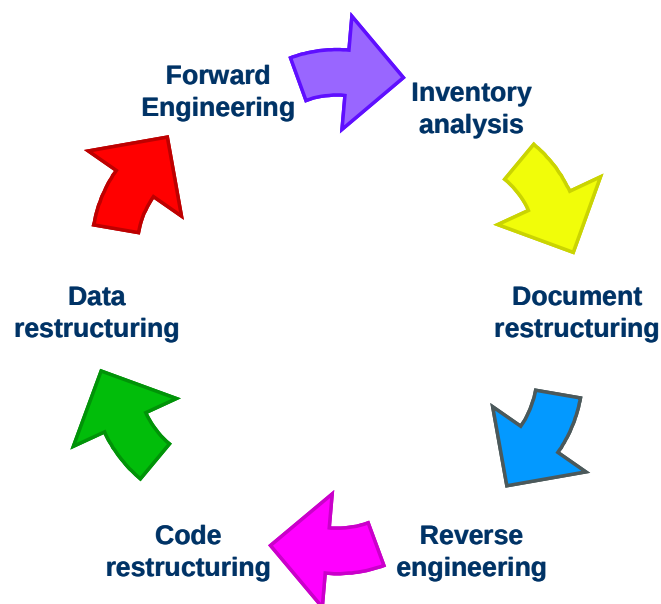 Forward
Engineering
Inventory
analysis
Document
restructuring
Reverse
engineering
Code
restructuring
Data
restructuring